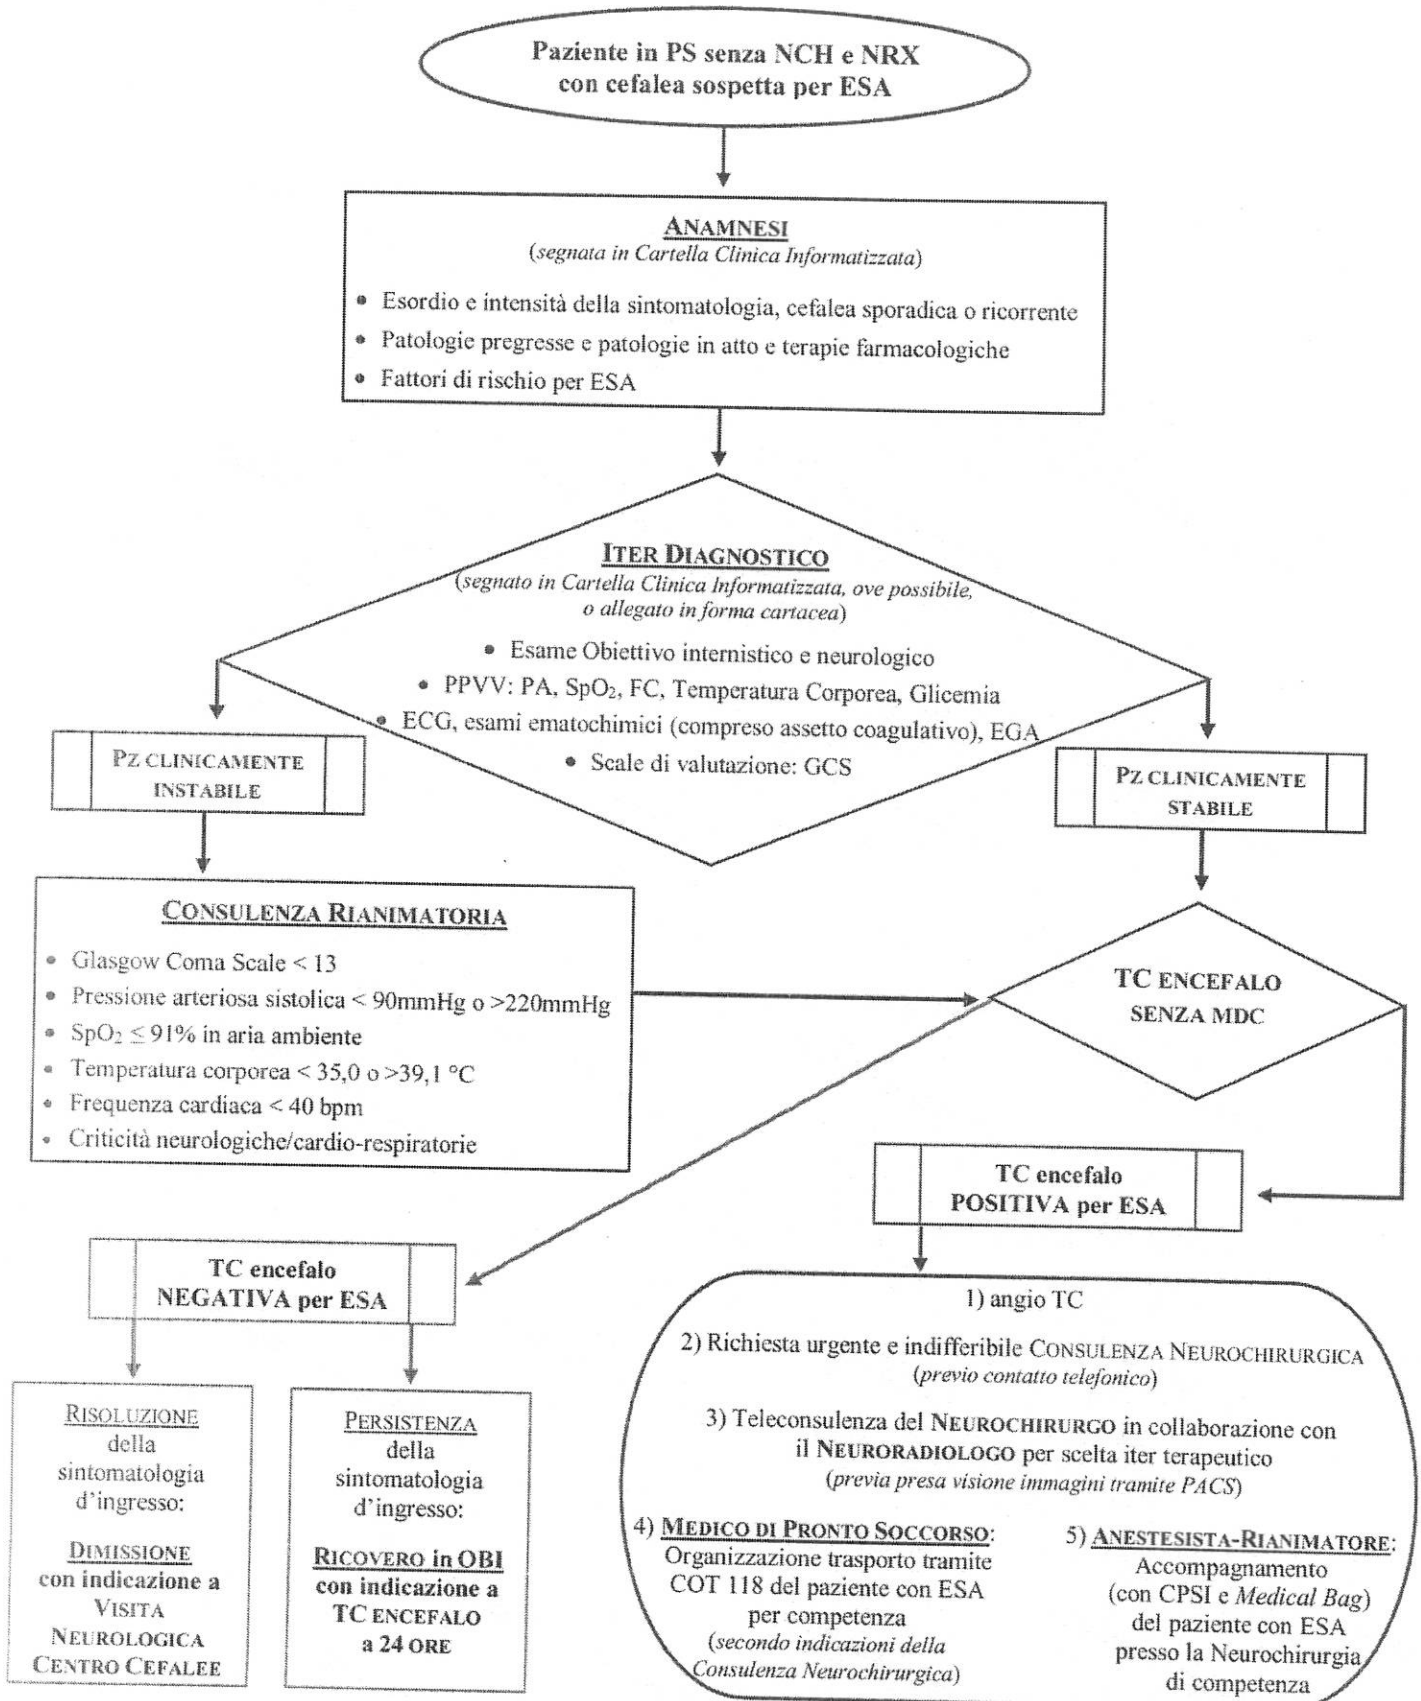 Paziente in PS senza NCH e NRX
con cefalea sospetta per ESA
ANAMNESI
(segnata in Cartella Clinica Informatizzata)
• Esordio e intensità della sintomatologia, cefalea sporadica o ricorrente
• Patologie pregresse e patologie in atto e terapie farmacologiche
• Fattori di rischio per ESA
ITER DIAGNOSTICO
(segnato in Cartella Clinica Informatizzata, ove possibile,
o allegato in forma cartacea)
• Esame Obiettivo internistico e neurologico
• PPVV: PA, SpO₂, FC, Temperatura Corporea, Glicemia
• ECG, esami ematochimici (compreso assetto coagulativo), EGA
• Scale di valutazione: GCS
PZ CLINICAMENTE
INSTABILE
PZ CLINICAMENTE
STABILE
CONSULENZA RIANIMATORIA
• Glasgow Coma Scale < 13
• Pressione arteriosa sistolica < 90mmHg o >220mmHg
• SpO₂ ≤ 91% in aria ambiente
• Temperatura corporea < 35,0 o >39,1 °C
• Frequenza cardiaca < 40 bpm
• Criticità neurologiche/cardio-respiratorie
TC ENCEFALO
SENZA MDC
TC encefalo
POSITIVA per ESA
TC encefalo
NEGATIVA per ESA
RISOLUZIONE
della
sintomatologia
d'ingresso:
DIMISSIONE
con indicazione a
VISITA
NEUROLOGICA
CENTRO CEFALEE
PERSISTENZA
della
sintomatologia
d'ingresso:
RICOVERO in OBI
con indicazione a
TC ENCEFALO
a 24 ORE
1) angio TC
2) Richiesta urgente e indifferibile CONSULENZA NEUROCHIRURGICA
(previo contatto telefonico)
3) Teleconsulenza del NEUROCHIRURGO in collaborazione con
il NEURORADIOLOGO per scelta iter terapeutico
(previa presa visione immagini tramite PACS)
4) MEDICO DI PRONTO SOCCORSO:
Organizzazione trasporto tramite
COT 118 del paziente con ESA
per competenza
(secondo indicazioni della
Consulenza Neurochirurgica)
5) ANESTESISTA-RIANIMATORE:
Accompagnamento
(con CPSI e Medical Bag)
del paziente con ESA
presso la Neurochirurgia
di competenza